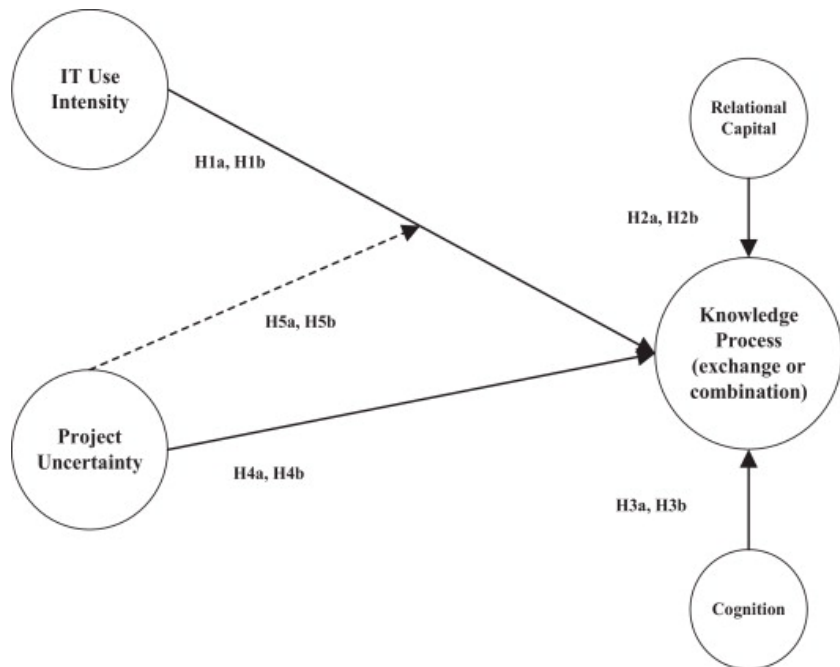 IT Use
Intensity
Relational
Capital
H1a, H1b
H2a, H2b
H5a, H5b
Knowledge
Process
(exchange or
combination)
Project
Uncertainty
H4a, H4b
H3a, H3b
Cognition